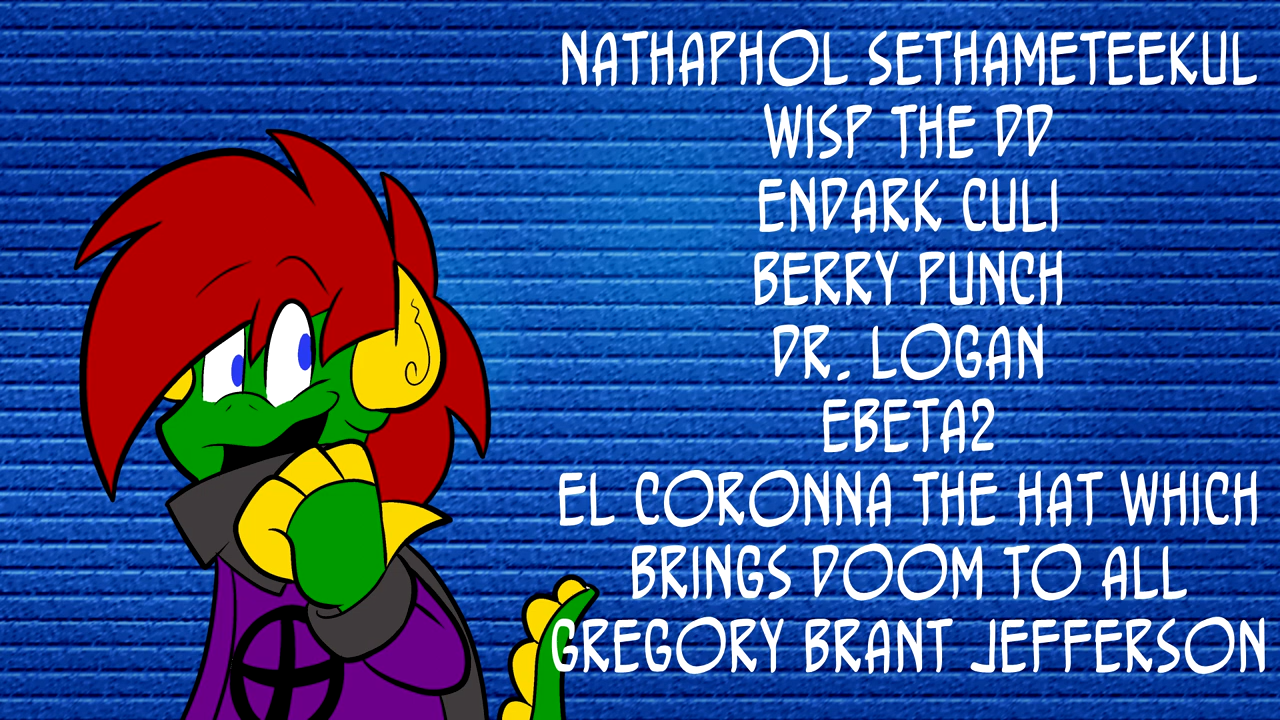 NATHAPHOL SETHAMETEEKUL
WISP THE DD
ENDARK CULI
BERRY PUNCH
DR. LOGAN
EBETA2
EL CORONNA THE HAT WHICH
BRINGS DOOM TO ALL
GREGORY BRANT JEFFERSON